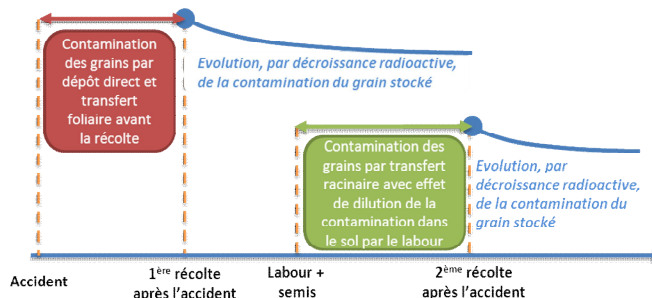 Contamination
des grains par
dépôt direct et
transfert
foliaire avant
la récolte
Evolution, par décroissance radioactive,
de la contamination du grain stocké
Contamination des
grains par transfert
racinaire avec effet
de dilution de la
contamination dans
le sol par le labour
Evolution, par
décroissance radioactive,
de la contamination du
grain stocké
Accident
1ère récolte
après l'accident
Labour +
semis
2ème récolte
après l'accident